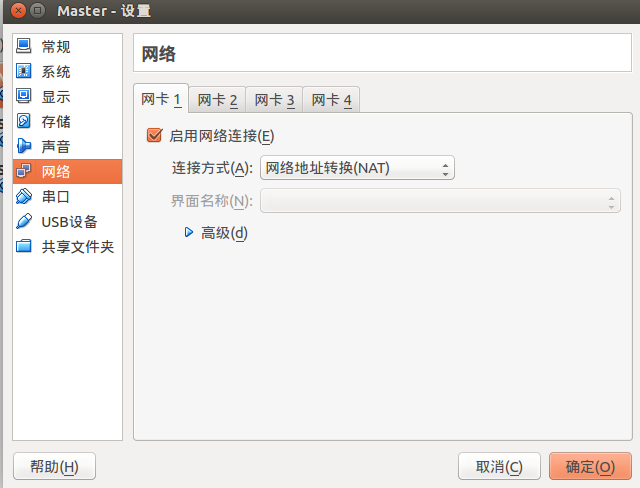 Master - 设置
常规
系统
显示
存储
声音
网络
串口
USB设备
共享文件夹
网络
网卡 1 网卡 2 网卡 3 网卡 4
启用网络连接(E)
连接方式(A): 网络地址转换(NAT)
界面名称(N):
高级(d)
帮助(H) 取消(C) 确定(O)